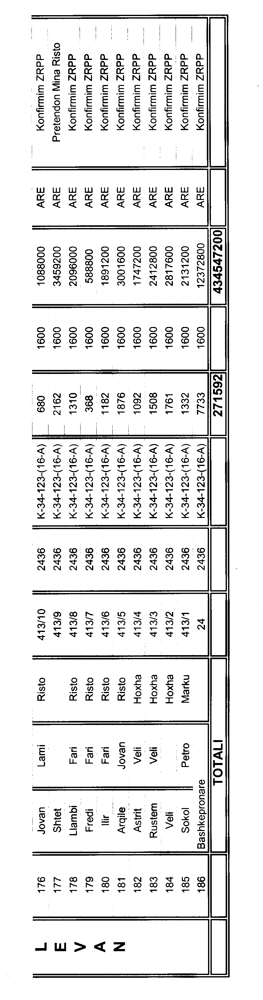 L E V A N
176 Jovan Lami Risto 413/10 2436 K-34-123-(16-A) 680 1600 1088000 ARE Konfirmim ZRPP
177 Shtet 413/9 2436 K-34-123-(16-A) 2162 1600 3459200 ARE Pretendon Mina Risto
178 Llambi Fari Risto 413/8 2436 K-34-123-(16-A) 1310 1600 2096000 ARE Konfirmim ZRPP
179 Fredi Fari Risto 413/7 2436 K-34-123-(16-A) 368 1600 588800 ARE Konfirmim ZRPP
180 Ilir Fari Risto 413/6 2436 K-34-123-(16-A) 1182 1600 1891200 ARE Konfirmim ZRPP
181 Arqile Jovan Risto 413/5 2436 K-34-123-(16-A) 1876 1600 3001600 ARE Konfirmim ZRPP
182 Astrit Veli Hoxha 413/4 2436 K-34-123-(16-A) 1092 1600 1747200 ARE Konfirmim ZRPP
183 Rustem Veli Hoxha 413/3 2436 K-34-123-(16-A) 1508 1600 2412800 ARE Konfirmim ZRPP
184 Veli Hoxha 413/2 2436 K-34-123-(16-A) 1761 1600 2817600 ARE Konfirmim ZRPP
185 Sokol Petro Marku 413/1 2436 K-34-123-(16-A) 1332 1600 2131200 ARE Konfirmim ZRPP
186 Bashkepronare 24 2436 K-34-123-(16-A) 7733 1600 12372800 ARE Konfirmim ZRPP
TOTALI 271592 434547200